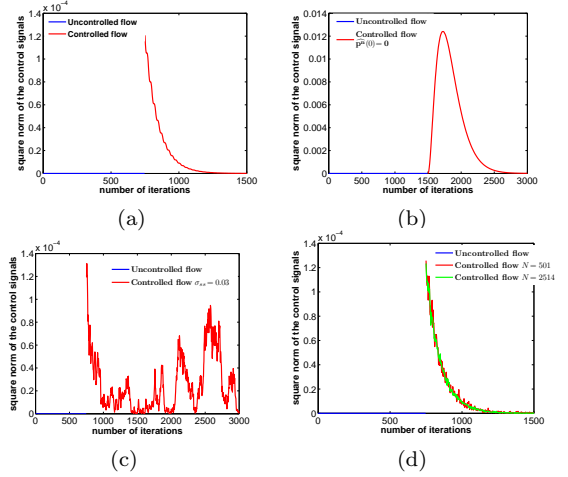 1.4 x 10⁻⁴
Uncontrolled flow
Controlled flow
1.2
1
0.8
0.6
0.4
0.2
0
square norm of the control signals
0 500 1000 1500
number of iterations
(a)
0.014
Uncontrolled flow
Controlled flow
p̂ᵘ(0)=0
0.012
0.01
0.008
0.006
0.004
0.002
0
square norm of the control signals
0 500 1000 1500 2000 2500 3000
number of iterations
(b)
1.4 x 10⁻⁴
Uncontrolled flow
Controlled flow σss=0.03
1.2
1
0.8
0.6
0.4
0.2
0
square norm of the control signals
0 500 1000 1500 2000 2500 3000
number of iterations
(c)
1.4 x 10⁻⁴
Uncontrolled flow
Controlled flow N=501
Controlled flow N=2514
1.2
1
0.8
0.6
0.4
0.2
0
square norm of the control signals
0 500 1000 1500
number of iterations
(d)